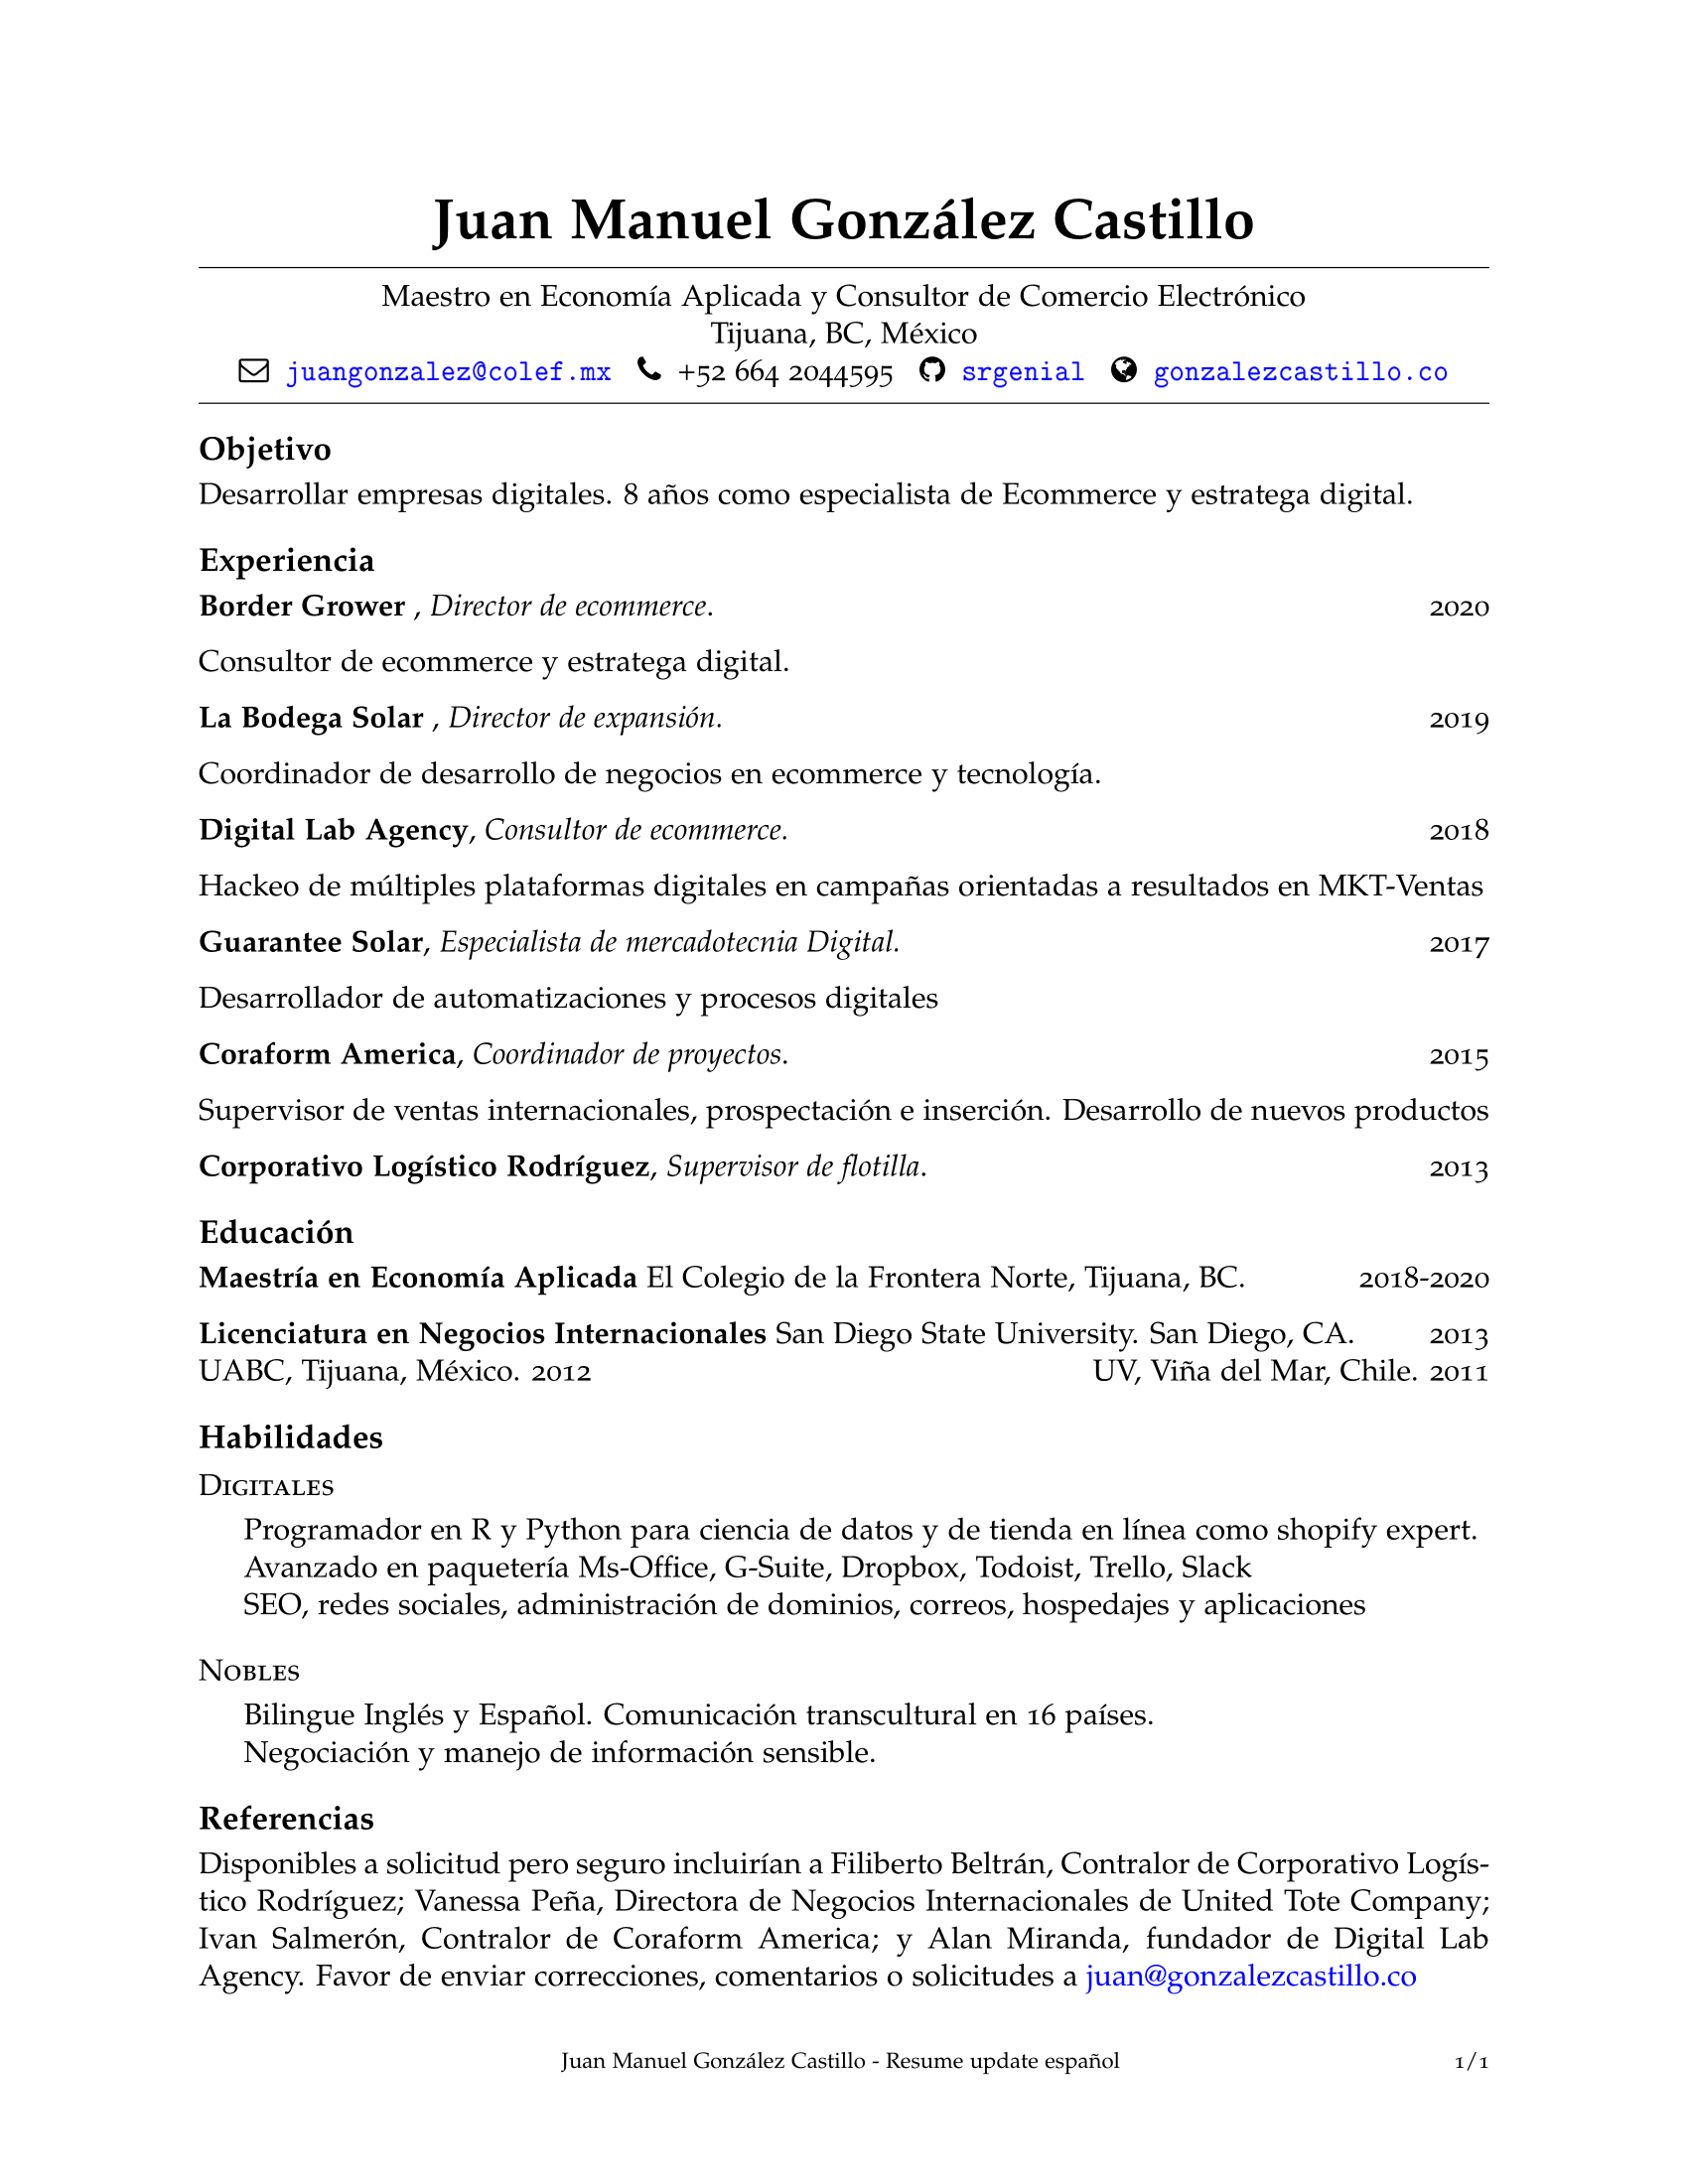 Juan Manuel González Castillo
Maestro en Economía Aplicada y Consultor de Comercio Electrónico
Tijuana, BC, México
juangonzalez@colef.mx +52 664 2044595 srgenial gonzalezcastillo.co
Objetivo
Desarrollar empresas digitales. 8 años como especialista de Ecommerce y estratega digital.
Experiencia
Border Grower , Director de ecommerce. 2020
Consultor de ecommerce y estratega digital.
La Bodega Solar , Director de expansión. 2019
Coordinador de desarrollo de negocios en ecommerce y tecnología.
Digital Lab Agency, Consultor de ecommerce. 2018
Hackeo de múltiples plataformas digitales en campañas orientadas a resultados en MKT-Ventas
Guarantee Solar, Especialista de mercadotecnia Digital. 2017
Desarrollador de automatizaciones y procesos digitales
Coraform America, Coordinador de proyectos. 2015
Supervisor de ventas internacionales, prospectación e inserción. Desarrollo de nuevos productos
Corporativo Logístico Rodríguez, Supervisor de flotilla. 2013
Educación
Maestría en Economía Aplicada El Colegio de la Frontera Norte, Tijuana, BC. 2018-2020
Licenciatura en Negocios Internacionales San Diego State University. San Diego, CA. 2013
UABC, Tijuana, México. 2012 UV, Viña del Mar, Chile. 2011
Habilidades
Digitales
Programador en R y Python para ciencia de datos y de tienda en línea como shopify expert.
Avanzado en paquetería Ms-Office, G-Suite, Dropbox, Todoist, Trello, Slack
SEO, redes sociales, administración de dominios, correos, hospedajes y aplicaciones
Nobles
Bilingue Inglés y Español. Comunicación transcultural en 16 países.
Negociación y manejo de información sensible.
Referencias
Disponibles a solicitud pero seguro incluirían a Filiberto Beltrán, Contralor de Corporativo Logís-
tico Rodríguez; Vanessa Peña, Directora de Negocios Internacionales de United Tote Company;
Ivan Salmerón, Contralor de Coraform America; y Alan Miranda, fundador de Digital Lab
Agency. Favor de enviar correcciones, comentarios o solicitudes a juan@gonzalezcastillo.co
Juan Manuel González Castillo - Resume update español 1/1